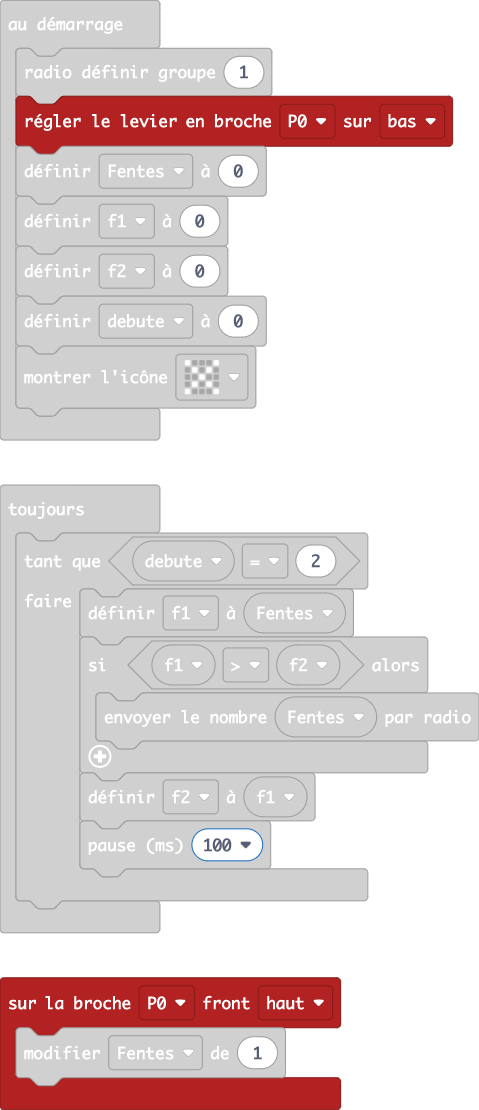 au démarrage
radio définir groupe 1
régler le levier en broche P0 sur bas
définir Fentes à 0
définir f1 à 0
définir f2 à 0
définir debute à 0
montrer l'icône
toujours
tant que debute = 2
faire
définir f1 à Fentes
si f1 > f2 alors
envoyer le nombre Fentes par radio
définir f2 à f1
pause (ms) 100
sur la broche P0 front haut
modifier Fentes de 1